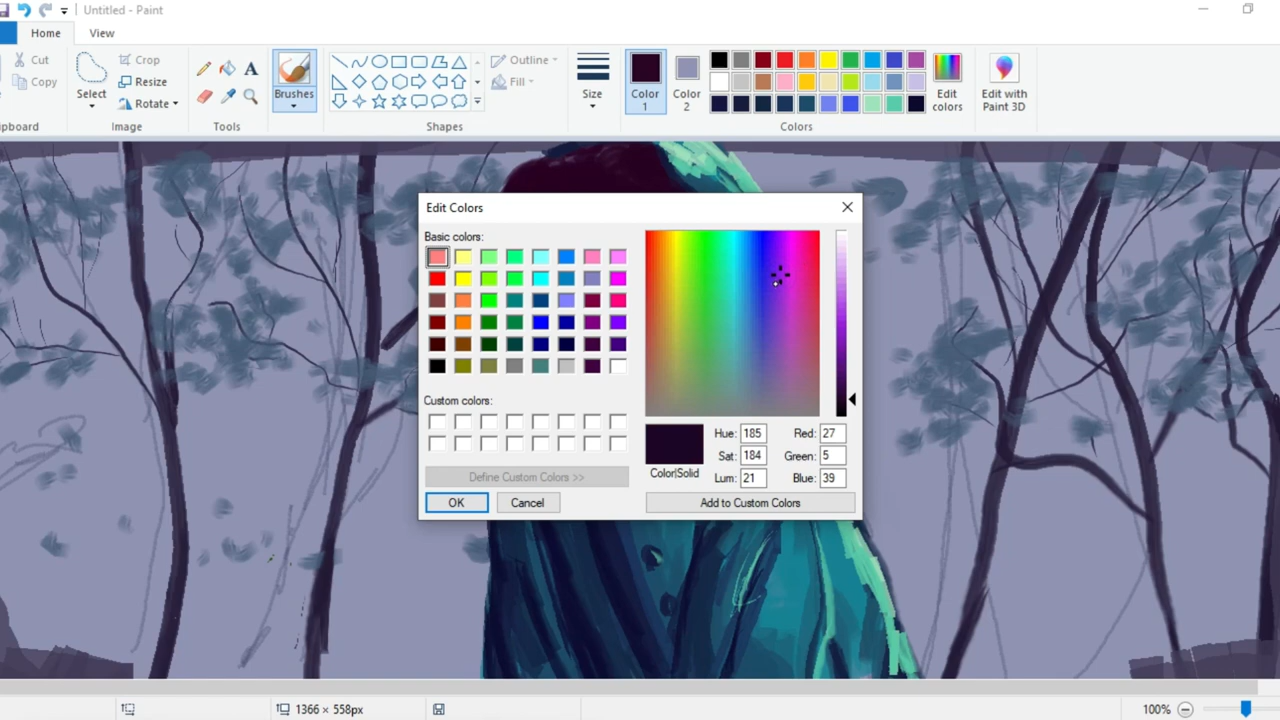 Untitled - Paint
Home View
Cut
Copy
Select
Crop
Resize
Rotate
A
Brushes
Outline
Fill
Size
Color 1
Color 2
Edit colors
Edit with Paint 3D
pboard
Image
Tools
Shapes
Colors
Edit Colors
Basic colors:
Custom colors:
Define Custom Colors >>
OK
Cancel
Color|Solid
Hue: 185
Sat: 184
Lum: 21
Red: 27
Green: 5
Blue: 39
Add to Custom Colors
1366 × 558px
100%